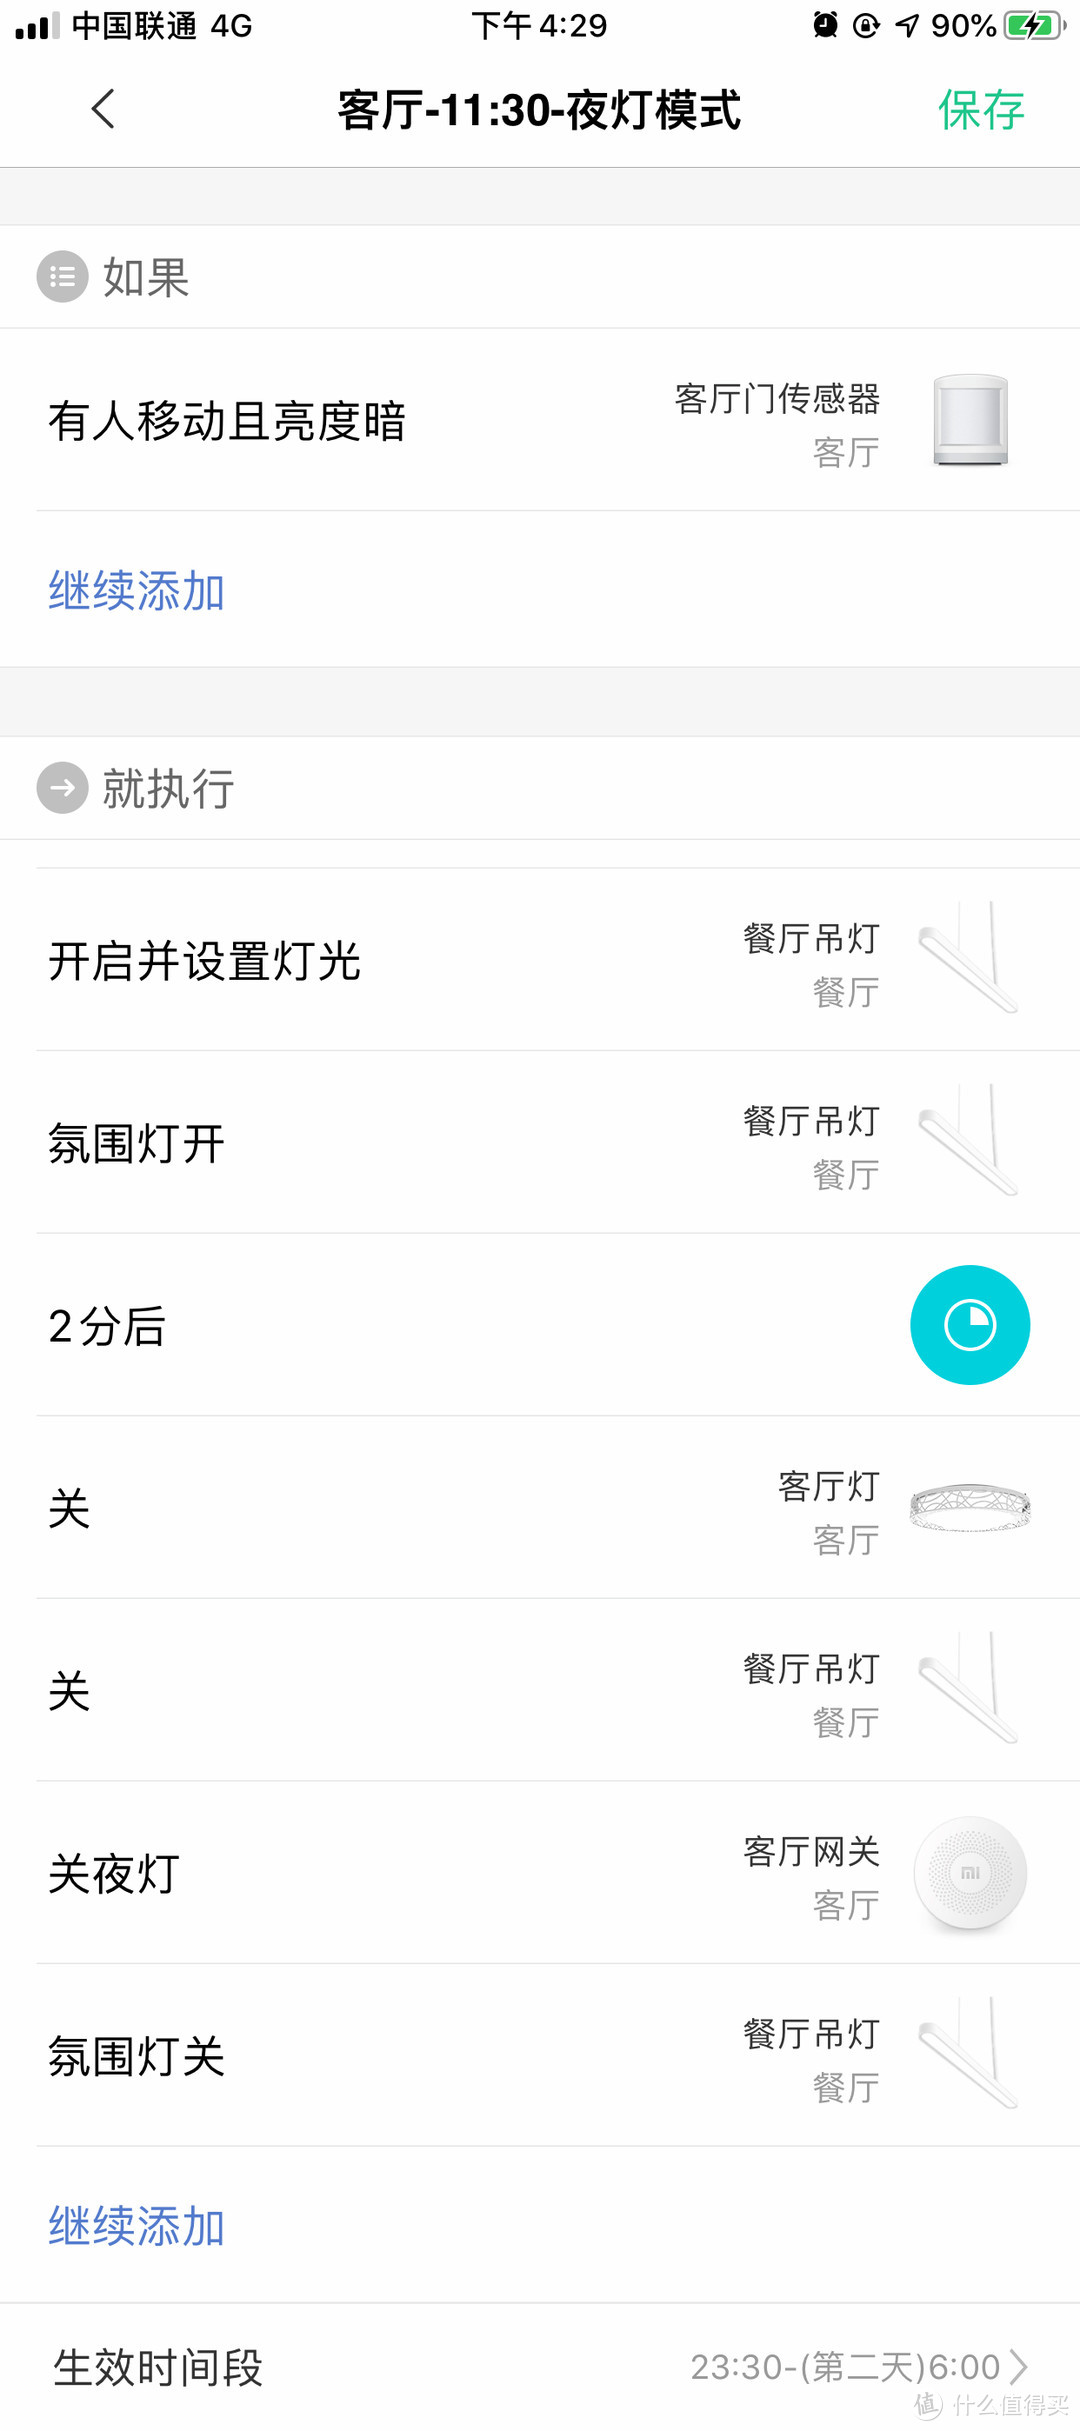 中国联通 4G 下午4:29 90%
客厅-11:30-夜灯模式 保存
如果
有人移动且亮度暗 客厅门传感器
客厅
继续添加
就执行
开启并设置灯光 餐厅吊灯
餐厅
氛围灯开 餐厅吊灯
餐厅
2分后
关 客厅灯
客厅
关 餐厅吊灯
餐厅
关夜灯 客厅网关
客厅
氛围灯关 餐厅吊灯
餐厅
继续添加
生效时间段 23:30-(第二天)6:00
值 什么值得买